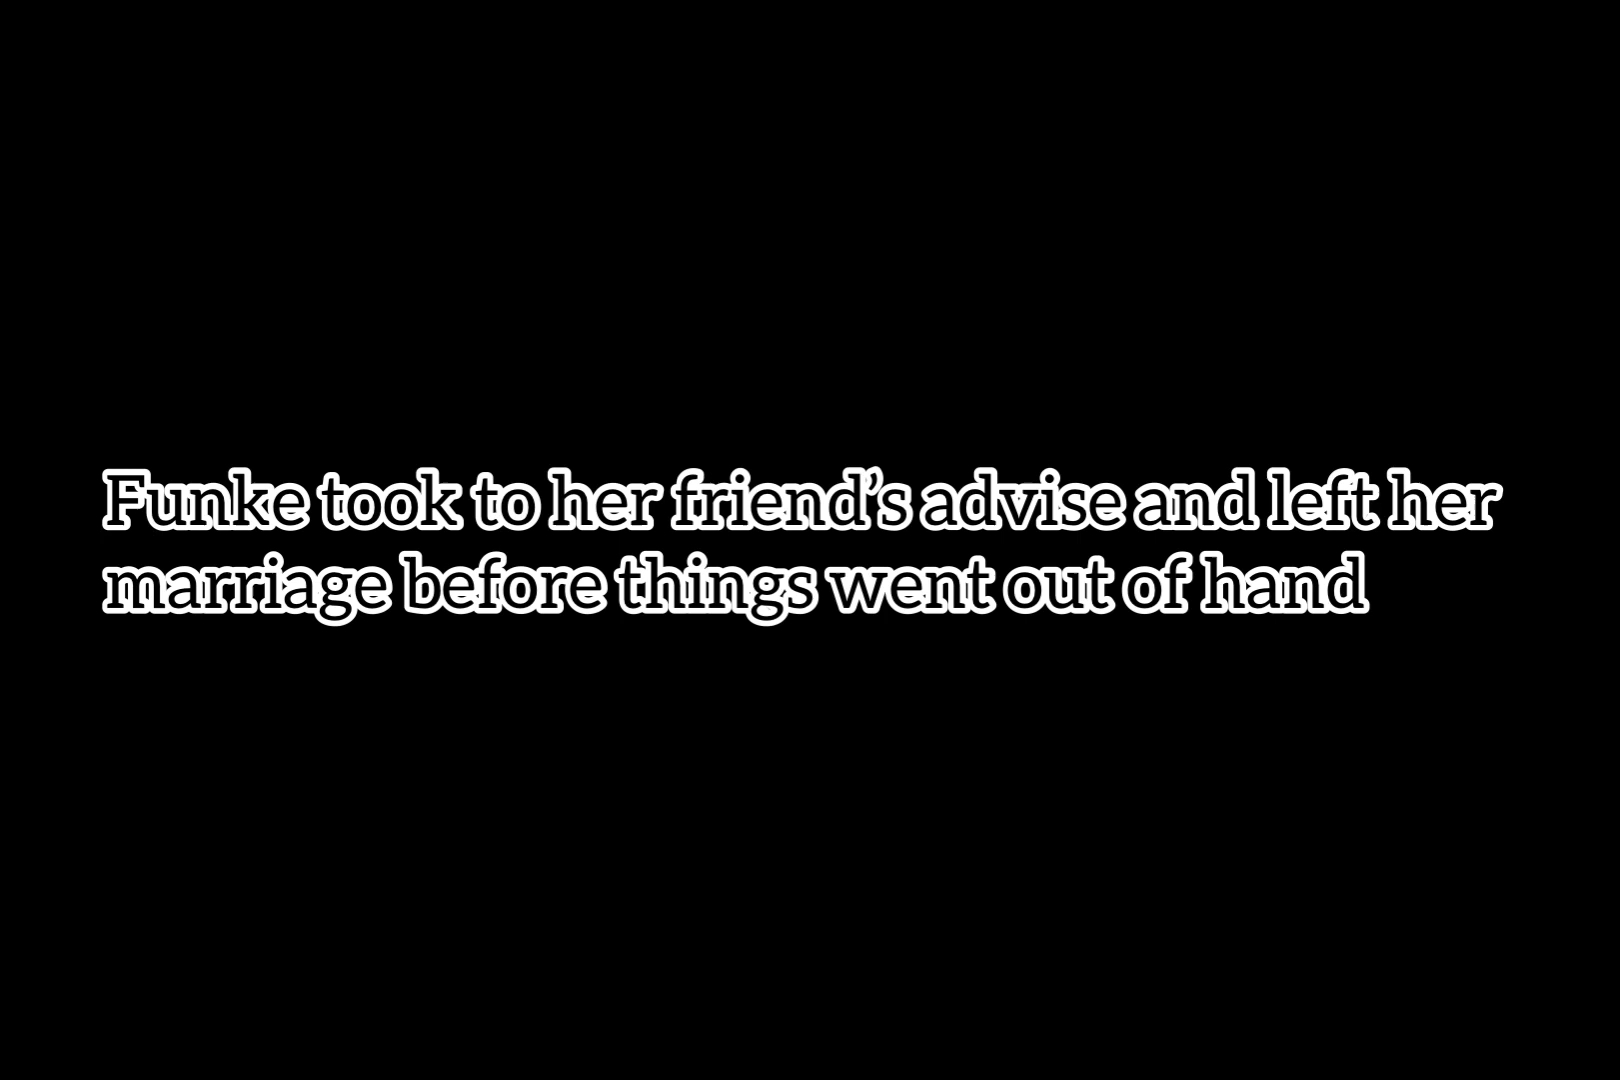 Funke took to her friend’s advise and left her
marriage before things went out of hand